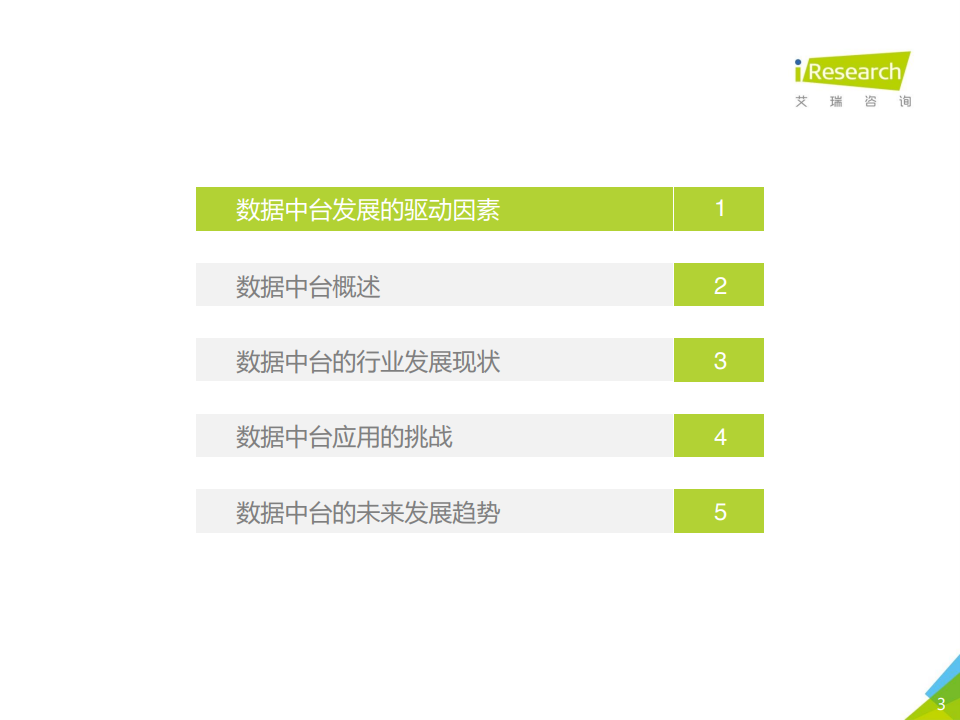 iResearch
艾瑞咨询
数据中台发展的驱动因素 1
数据中台概述 2
数据中台的行业发展现状 3
数据中台应用的挑战 4
数据中台的未来发展趋势 5
3